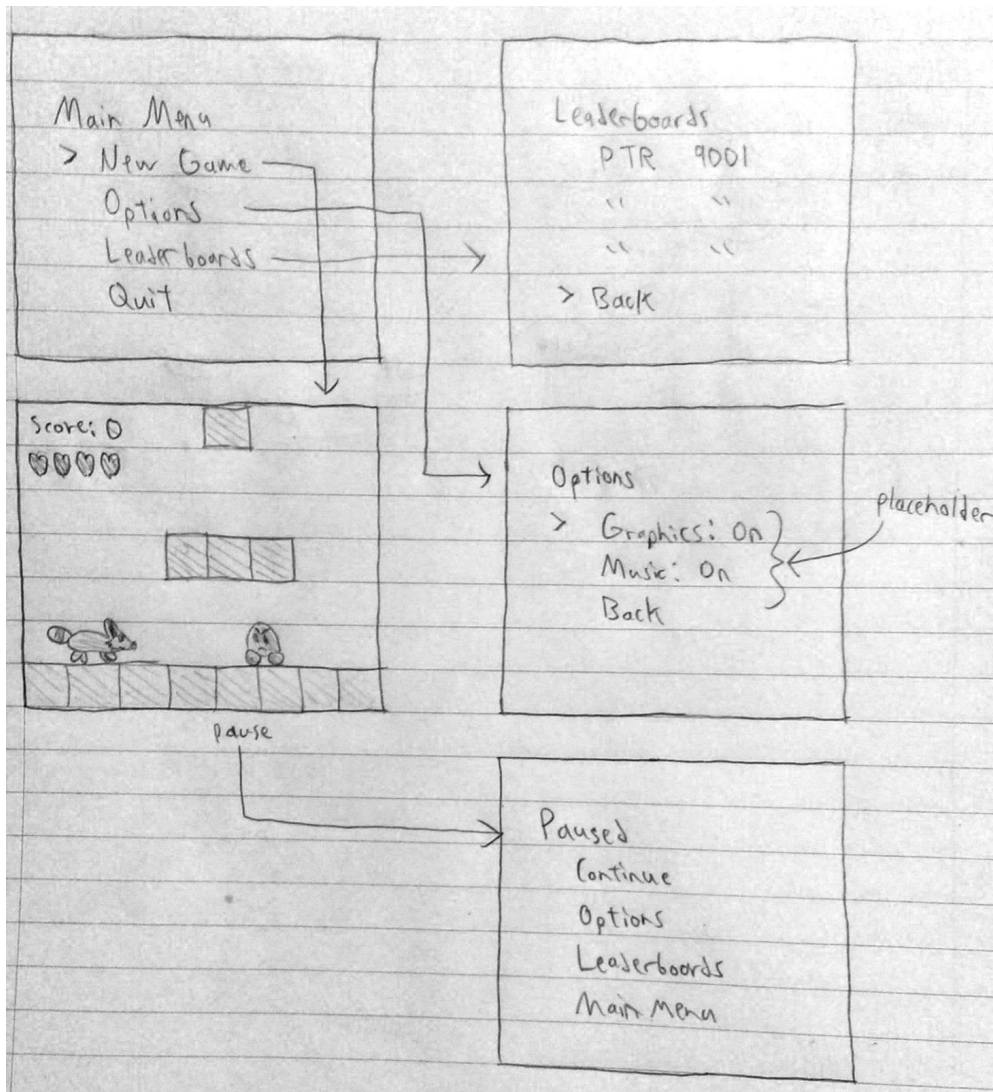 Main Menu
> New Game
Options
Leaderboards
Quit
Leaderboards
PTR 9001
" "
" "
> Back
Score: 0
Options
> Graphics: On
Music: On
Back
placeholder
pause
Paused
Continue
Options
Leaderboards
Main Menu